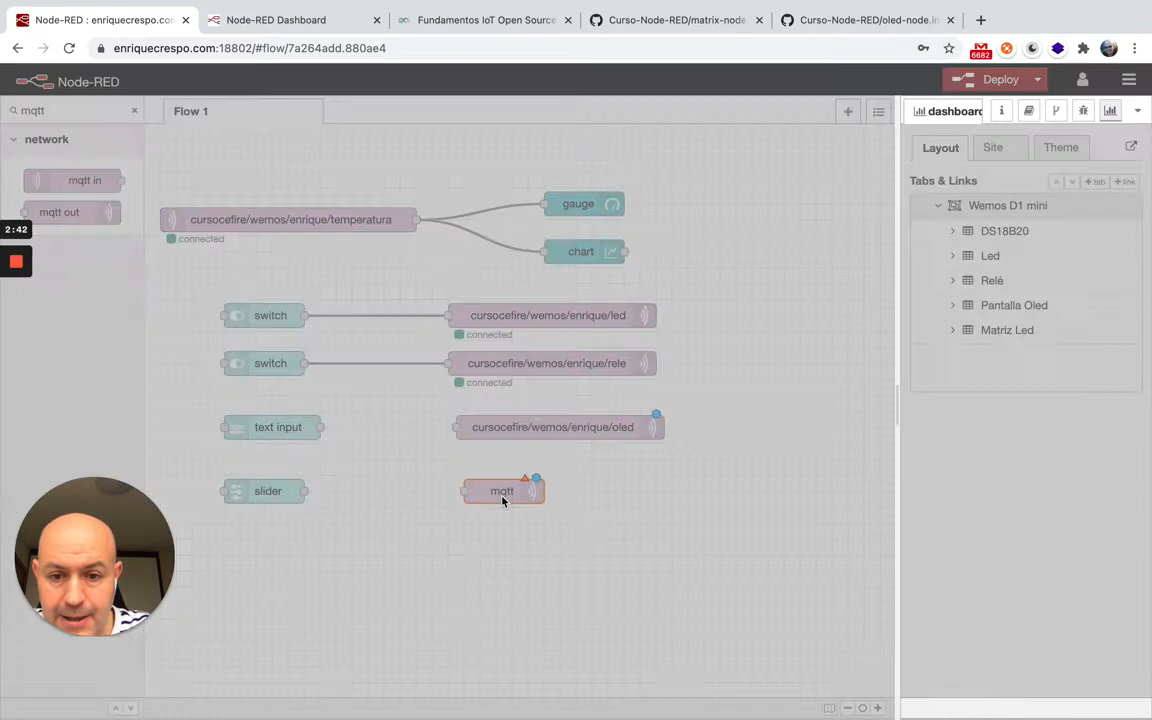 Node-RED : enriquecrespo.com
Node-RED Dashboard
Fundamentos IoT Open Source
Curso-Node-RED/matrix-node.
Curso-Node-RED/oled-node.in
enriquecrespo.com:18802/#flow/7a264add.880ae4
6682
Node-RED
Deploy
mqtt
Flow 1
dashboard
network
Layout
Site
Theme
mqtt in
Tabs & Links
tab
link
mqtt out
Wemos D1 mini
gauge
cursocefire/wemos/enrique/temperatura
2:42
DS18B20
connected
chart
Led
Relé
Pantalla Oled
switch
cursocefire/wemos/enrique/led
Matriz Led
connected
switch
cursocefire/wemos/enrique/rele
connected
text input
cursocefire/wemos/enrique/oled
slider
mqtt